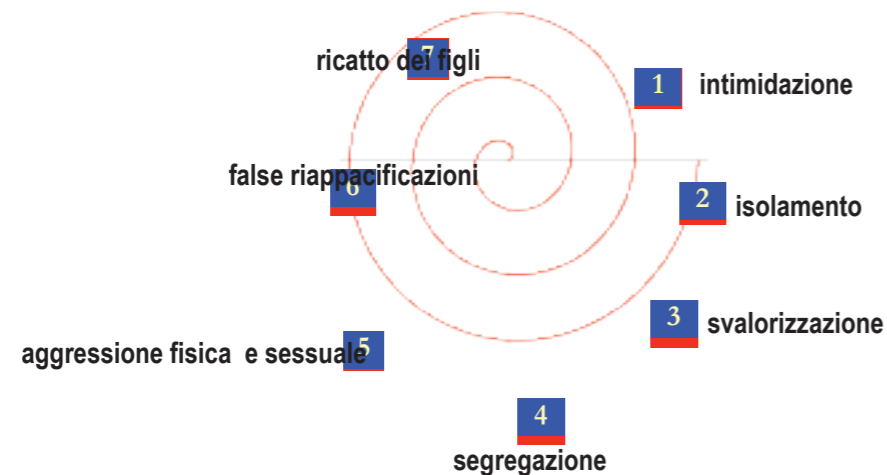 7
ricatto dei figli
1
intimidazione
false riappacificazioni
6
2
isolamento
3
svalorizzazione
aggressione fisica e sessuale
5
4
segregazione